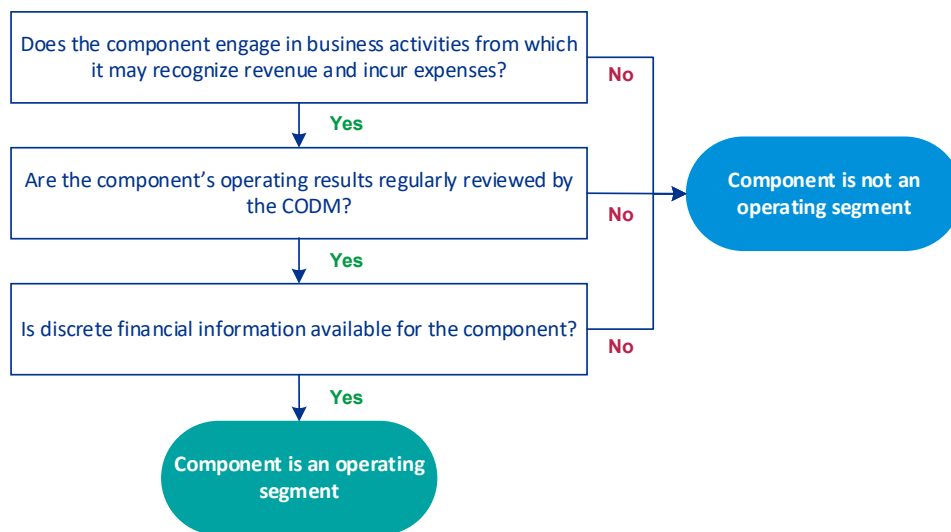 Does the component engage in business activities from which
it may recognize revenue and incur expenses?
No
Yes
Are the component’s operating results regularly reviewed by
the CODM?
No
Component is not an
operating segment
Yes
Is discrete financial information available for the component?
No
Yes
Component is an operating
segment